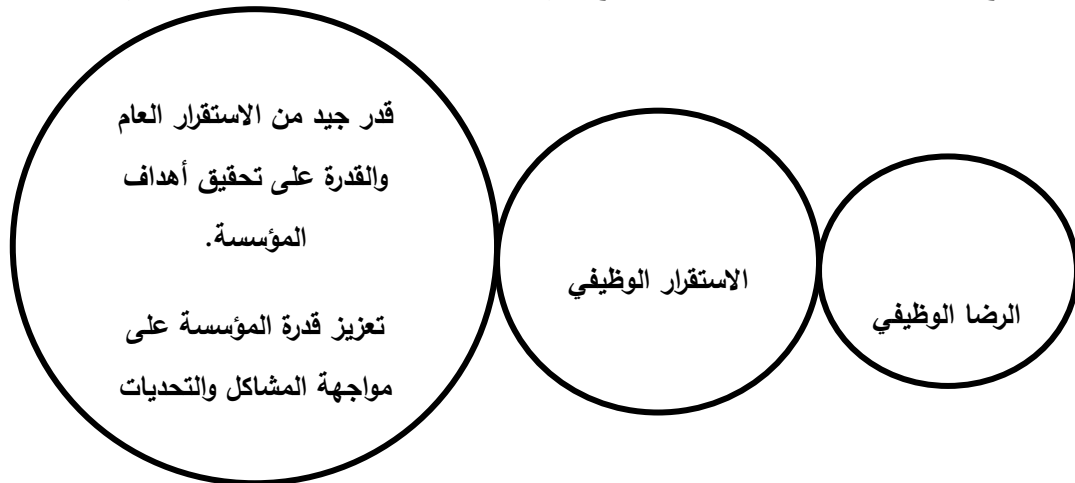 الرضا الوظيفي
الاستقرار الوظيفي
قدر جيد من الاستقرار العام
والقدرة على تحقيق أهداف
المؤسسة.
تعزيز قدرة المؤسسة على
مواجهة المشاكل والتحديات